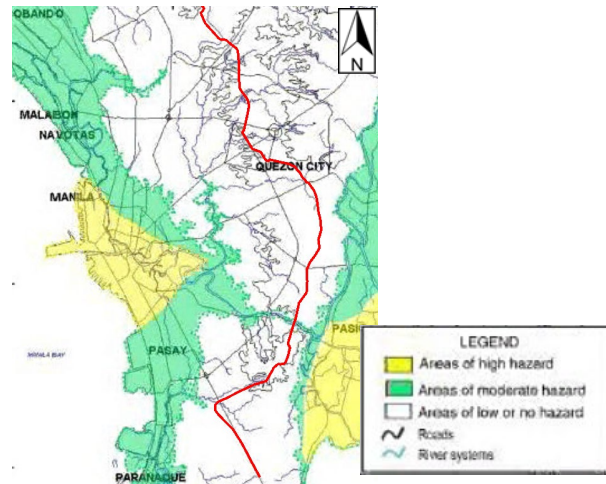 OBANDO
N
MALABON
NAVOTAS
QUEZON CITY
MANILA
PASIG
MANILA BAY
PASAY
PARANAQUE
LEGEND
Areas of high hazard
Areas of moderate hazard
Areas of low or no hazard
Roads
River systems